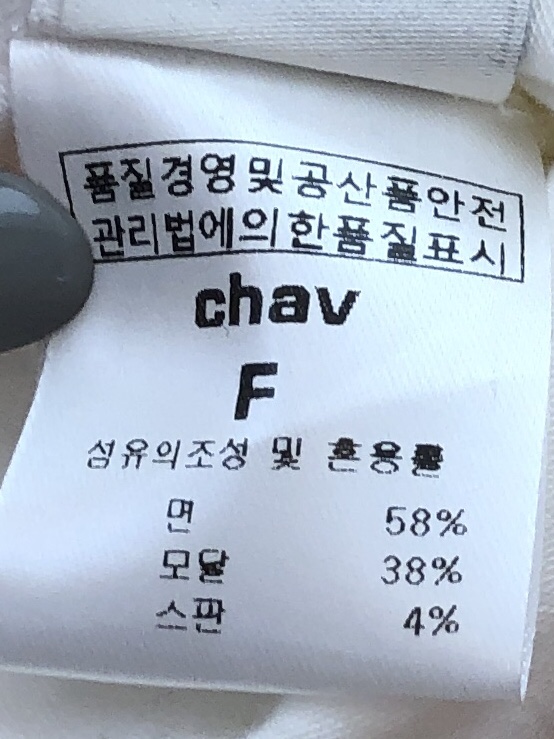 품질경영및공산품안전
관리법에의한품질표시
chav
F
섬유의조성 및 혼용률
면 58%
모달 38%
스판 4%